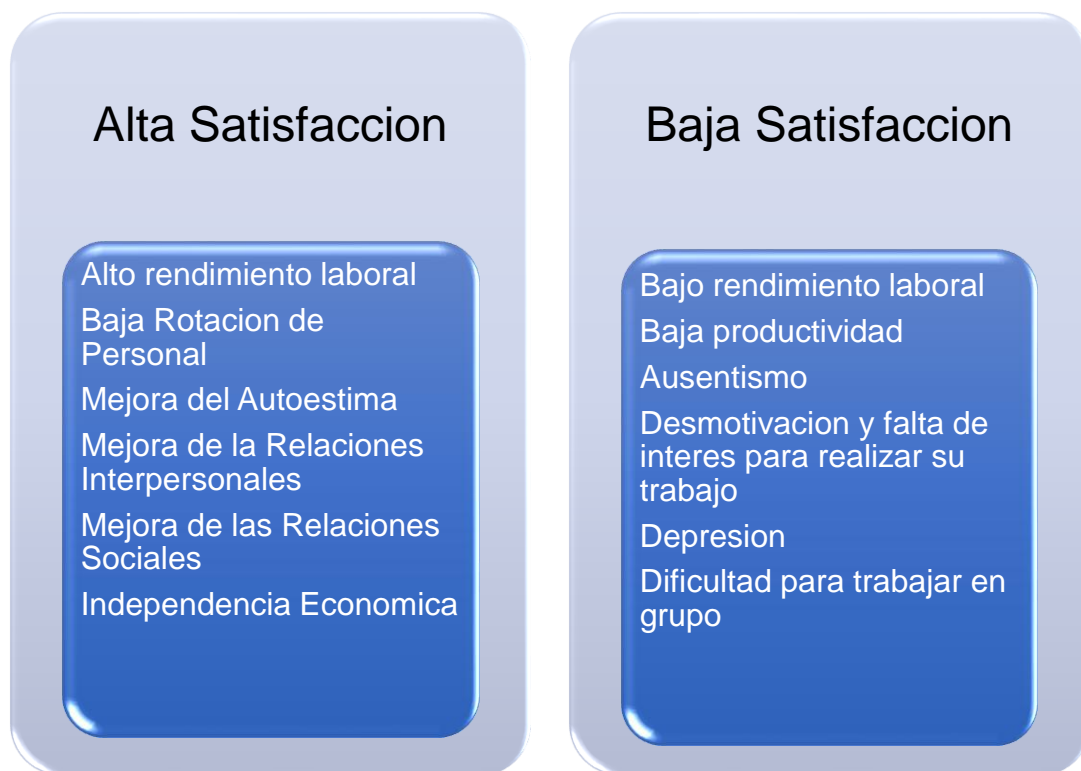 Alta Satisfaccion
Alto rendimiento laboral
Baja Rotacion de
Personal
Mejora del Autoestima
Mejora de la Relaciones
Interpersonales
Mejora de las Relaciones
Sociales
Independencia Economica
Baja Satisfaccion
Bajo rendimiento laboral
Baja productividad
Ausentismo
Desmotivacion y falta de
interes para realizar su
trabajo
Depresion
Dificultad para trabajar en
grupo